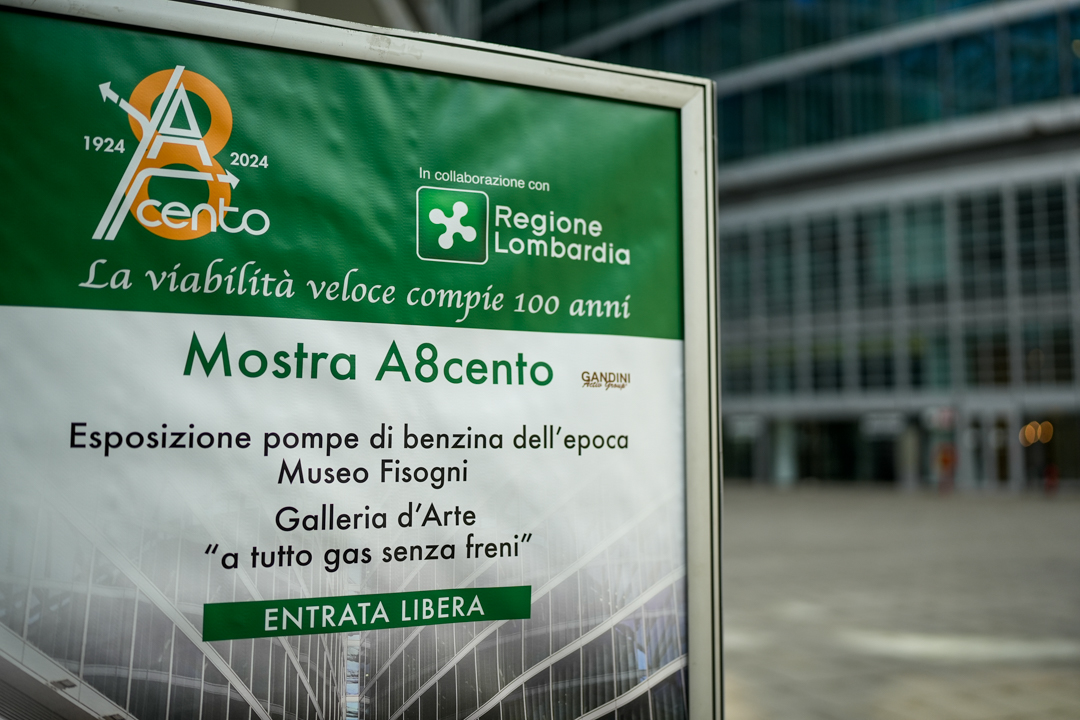 1924
A8
2024
cento
In collaborazione con
Regione
Lombardia
La viabilità veloce compie 100 anni
Mostra A8cento
GANDINI
Esposizione pompe di benzina dell'epoca
Museo Fisogni
Galleria d'Arte
“a tutto gas senza freni”
ENTRATA LIBERA